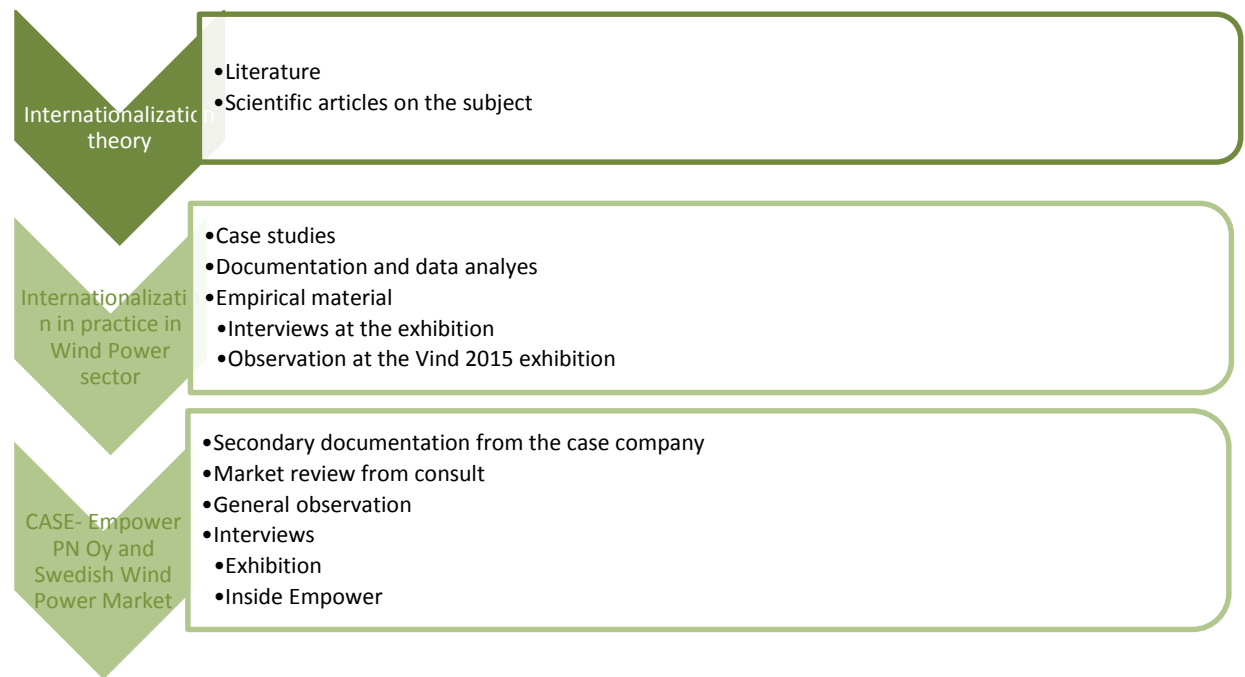 Internationalization
theory
•Literature
•Scientific articles on the subject
Internationalizati
n in practice in
Wind Power
sector
•Case studies
•Documentation and data analyes
•Empirical material
•Interviews at the exhibition
•Observation at the Vind 2015 exhibition
CASE- Empower
PN Oy and
Swedish Wind
Power Market
•Secondary documentation from the case company
•Market review from consult
•General observation
•Interviews
•Exhibition
•Inside Empower